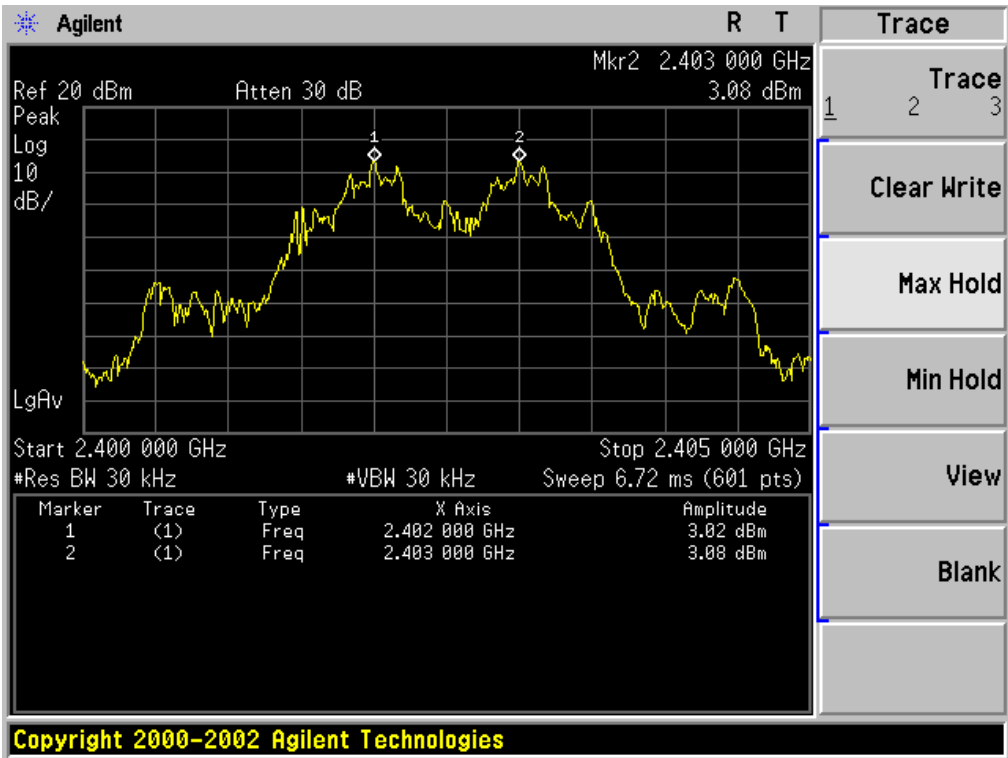 Agilent R T
Mkr2 2.403 000 GHz
Ref 20 dBm Atten 30 dB 3.08 dBm
Peak
Log
10
dB/
1 2
LgAv
Start 2.400 000 GHz Stop 2.405 000 GHz
#Res BW 30 kHz #VBW 30 kHz Sweep 6.72 ms (601 pts)
Marker Trace Type X Axis Amplitude
1 (1) Freq 2.402 000 GHz 3.02 dBm
2 (1) Freq 2.403 000 GHz 3.08 dBm
Trace
Trace
1 2 3
Clear Write
Max Hold
Min Hold
View
Blank
Copyright 2000-2002 Agilent Technologies